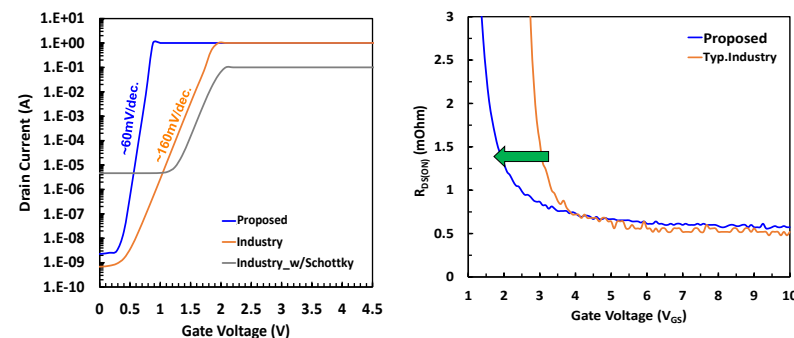 Drain Current (A)
1.E+01
1.E+00
1.E-01
1.E-02
1.E-03
1.E-04
1.E-05
1.E-06
1.E-07
1.E-08
1.E-09
1.E-10
~60mV/dec.
~160mV/dec.
Proposed
Industry
Industry_w/Schottky
0 0.5 1 1.5 2 2.5 3 3.5 4 4.5
Gate Voltage (V)
R_DS(ON) (mOhm)
3
2.5
2
1.5
1
0.5
0
Proposed
Typ.Industry
1 2 3 4 5 6 7 8 9 10
Gate Voltage (V_GS)